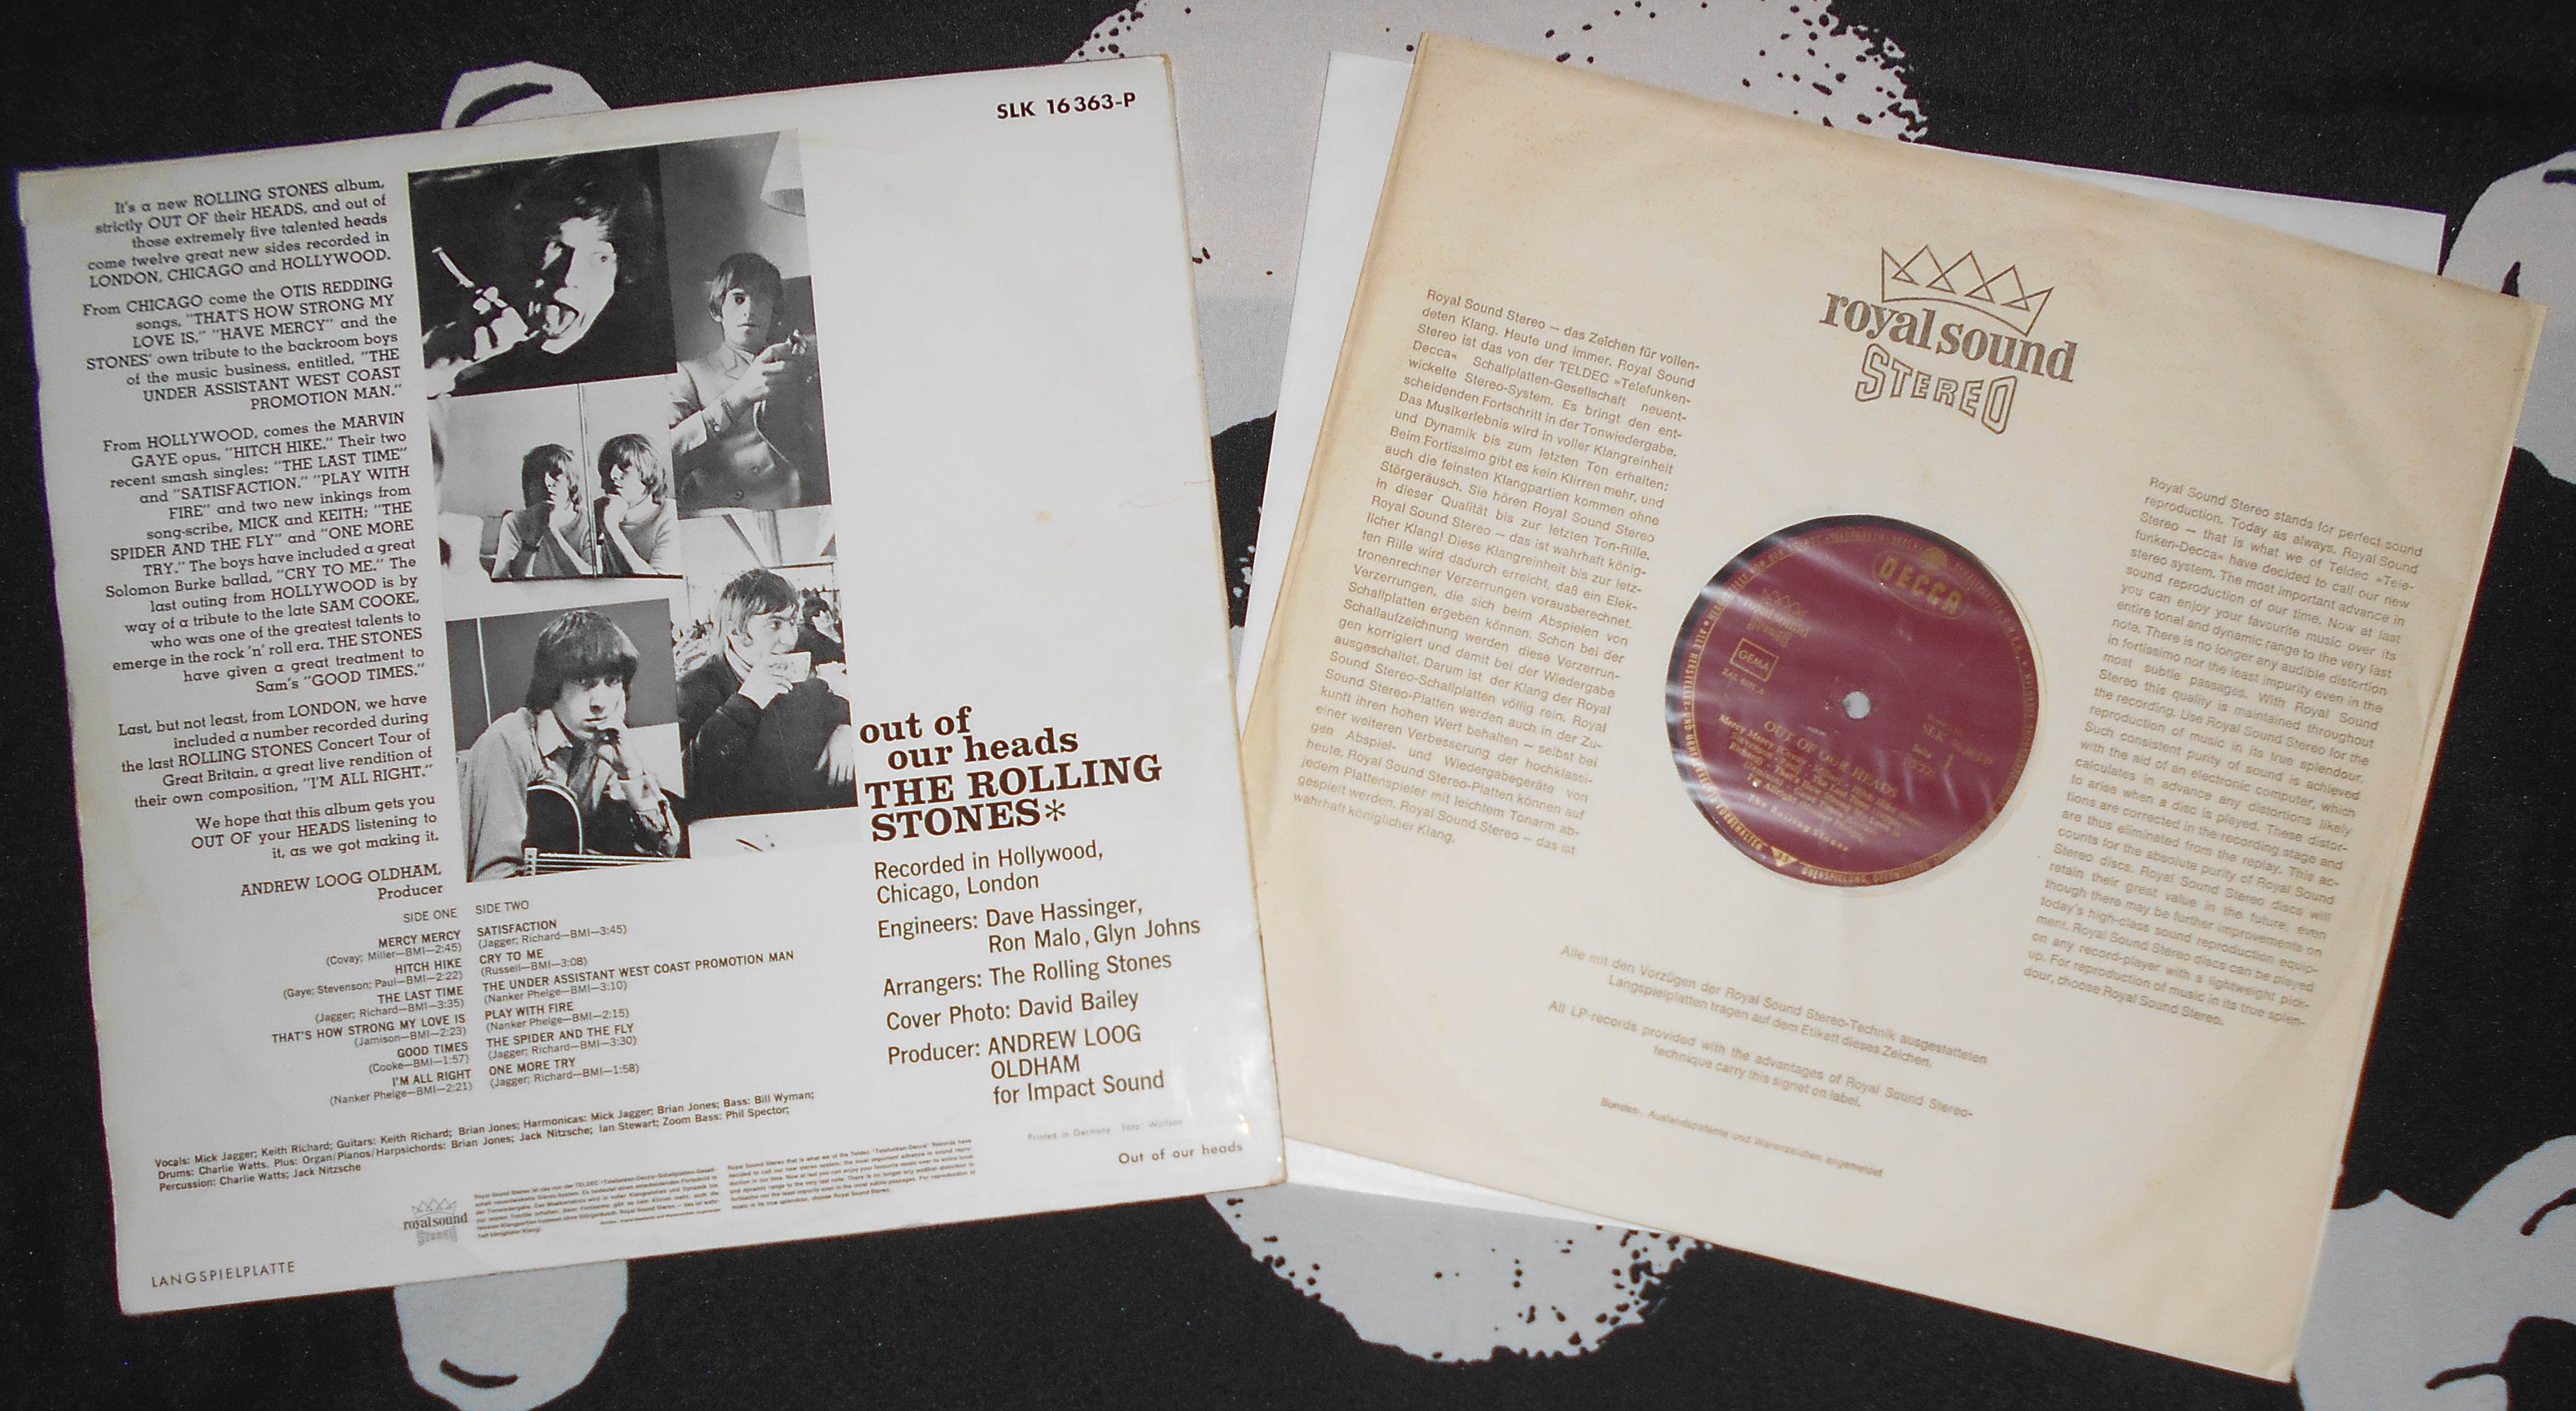 SLK 16363-P
It's a new ROLLING STONES album,
strictly OUT OF their HEADS, and out of
those extremely five talented heads
come twelve great new sides recorded in
LONDON, CHICAGO and HOLLYWOOD.
From CHICAGO come the OTIS REDDING
songs, "THAT'S HOW STRONG MY
LOVE IS," "HAVE MERCY" and the
STONES' own tribute to the backroom boys
of the music business, entitled, "THE
UNDER ASSISTANT WEST COAST
PROMOTION MAN."
From HOLLYWOOD, comes the MARVIN
GAYE opus, "HITCH HIKE." Their two
recent smash singles: "THE LAST TIME"
and "SATISFACTION." "PLAY WITH
FIRE" and two new inkings from
song-scribe, MICK and KEITH; "THE
SPIDER AND THE FLY" and "ONE MORE
TRY." The boys have included a great
Solomon Burke ballad, "CRY TO ME." The
last outing from HOLLYWOOD is by
way of a tribute to the late SAM COOKE,
who was one of the greatest talents to
emerge in the rock 'n' roll era. THE STONES
have given a great treatment to
Sam's "GOOD TIMES."
Last, but not least, from LONDON, we have
included a number recorded during
the last ROLLING STONES Concert Tour of
Great Britain, a great live rendition of
their own composition, "I'M ALL RIGHT."
We hope that this album gets you
OUT OF your HEADS listening to
it, as we got making it.
ANDREW LOOG OLDHAM,
Producer
SIDE ONE
MERCY MERCY
(Covay; Miller—BMI—2:45)
HITCH HIKE
(Gaye; Stevenson; Paul—BMI—2:22)
THE LAST TIME
(Jagger; Richard—BMI—3:35)
THAT'S HOW STRONG MY LOVE IS
(Jamison—BMI—2:23)
GOOD TIMES
(Cooke—BMI—1:57)
I'M ALL RIGHT
(Nanker Phelge—BMI—2:21)
SIDE TWO
SATISFACTION
(Jagger; Richard—BMI—3:45)
CRY TO ME
(Russell—BMI—3:08)
THE UNDER ASSISTANT WEST COAST PROMOTION MAN
(Nanker Phelge—BMI—3:10)
PLAY WITH FIRE
(Nanker Phelge—BMI—2:15)
THE SPIDER AND THE FLY
(Jagger; Richard—BMI—3:30)
ONE MORE TRY
(Jagger; Richard—BMI—1:58)
Vocals: Mick Jagger; Keith Richard; Guitars: Keith Richard; Brian Jones; Harmonicas: Mick Jagger; Brian Jones; Bass: Bill Wyman;
Drums: Charlie Watts. Plus: Organ/Pianos/Harpsichords: Brian Jones; Jack Nitzsche; Ian Stewart; Zoom Bass: Phil Spector;
Percussion: Charlie Watts; Jack Nitzsche
out of
our heads
THE ROLLING
STONES*
Recorded in Hollywood,
Chicago, London
Engineers: Dave Hassinger,
Ron Malo, Glyn Johns
Arrangers: The Rolling Stones
Cover Photo: David Bailey
Producer: ANDREW LOOG
OLDHAM
for Impact Sound
Printed in Germany · Foto: Wolfson
Out of our heads
royal sound
STEREO
LANGSPIELPLATTE
royal sound
STEREO
Royal Sound Stereo — das Zeichen für vollen-
deten Klang. Heute und immer. Royal Sound
Stereo ist das von der TELDEC »Telefunken-
Decca« Schallplatten-Gesellschaft neuent-
wickelte Stereo-System. Es bringt den ent-
scheidenden Fortschritt in der Tonwiedergabe.
Das Musikerlebnis wird in voller Klangreinheit
und Dynamik bis zum letzten Ton erhalten:
Beim Fortissimo gibt es kein Klirren mehr, und
auch die feinsten Klangpartien kommen ohne
Störgeräusch. Sie hören Royal Sound Stereo
in dieser Qualität bis zur letzten Ton-Rille.
Royal Sound Stereo — das ist wahrhaft könig-
licher Klang! Diese Klangreinheit bis zur letz-
ten Rille wird dadurch erreicht, daß ein Elek-
tronenrechner Verzerrungen vorausberechnet.
Verzerrungen, die sich beim Abspielen von
Schallplatten ergeben können. Schon bei der
Schallaufzeichnung werden diese Verzerrun-
gen korrigiert und damit bei der Wiedergabe
ausgeschaltet. Darum ist der Klang der Royal
Sound Stereo-Schallplatten völlig rein. Royal
Sound Stereo-Platten werden auch in der Zu-
kunft ihren hohen Wert behalten — selbst bei
einer weiteren Verbesserung der hochklassi-
gen Abspiel- und Wiedergabegeräte von
heute. Royal Sound Stereo-Platten können auf
jedem Plattenspieler mit leichtem Tonarm ab-
gespielt werden. Royal Sound Stereo — das ist
wahrhaft königlicher Klang.
DECCA
GEMA
OUT OF OUR HEADS
The Rolling Stones
Royal Sound Stereo stands for perfect sound
reproduction. Today as always. Royal Sound
Stereo — that is what we of Teldec »Tele-
funken-Decca« have decided to call our new
stereo system. The most important advance in
sound reproduction of our time. Now at last
you can enjoy your favourite music over its
entire tonal and dynamic range to the very last
note. There is no longer any audible distortion
in fortissimo nor the least impurity even in the
most subtle passages. With Royal Sound
Stereo this quality is maintained throughout
the recording. Use Royal Sound Stereo for the
reproduction of music in its true splendour.
Such consistent purity of sound is achieved
with the aid of an electronic computer, which
calculates in advance any distortions likely
to arise when a disc is played. These distor-
tions are corrected in the recording stage and
are thus eliminated from the replay. This ac-
counts for the absolute purity of Royal Sound
Stereo discs. Royal Sound Stereo discs will
retain their great value in the future, even
though there may be further improvements on
today's high-class sound reproduction equip-
ment. Royal Sound Stereo discs can be played
on any record-player with a lightweight pick-
up. For reproduction of music in its true splen-
dour, choose Royal Sound Stereo.
Alle mit den Vorzügen der Royal Sound Stereo-Technik ausgestatteten
Langspielplatten tragen auf dem Etikett dieses Zeichen.
All LP-records provided with the advantages of Royal Sound Stereo-
technique carry this signet on label.
Bundes-, Auslandspatente und Warenzeichen angemeldet